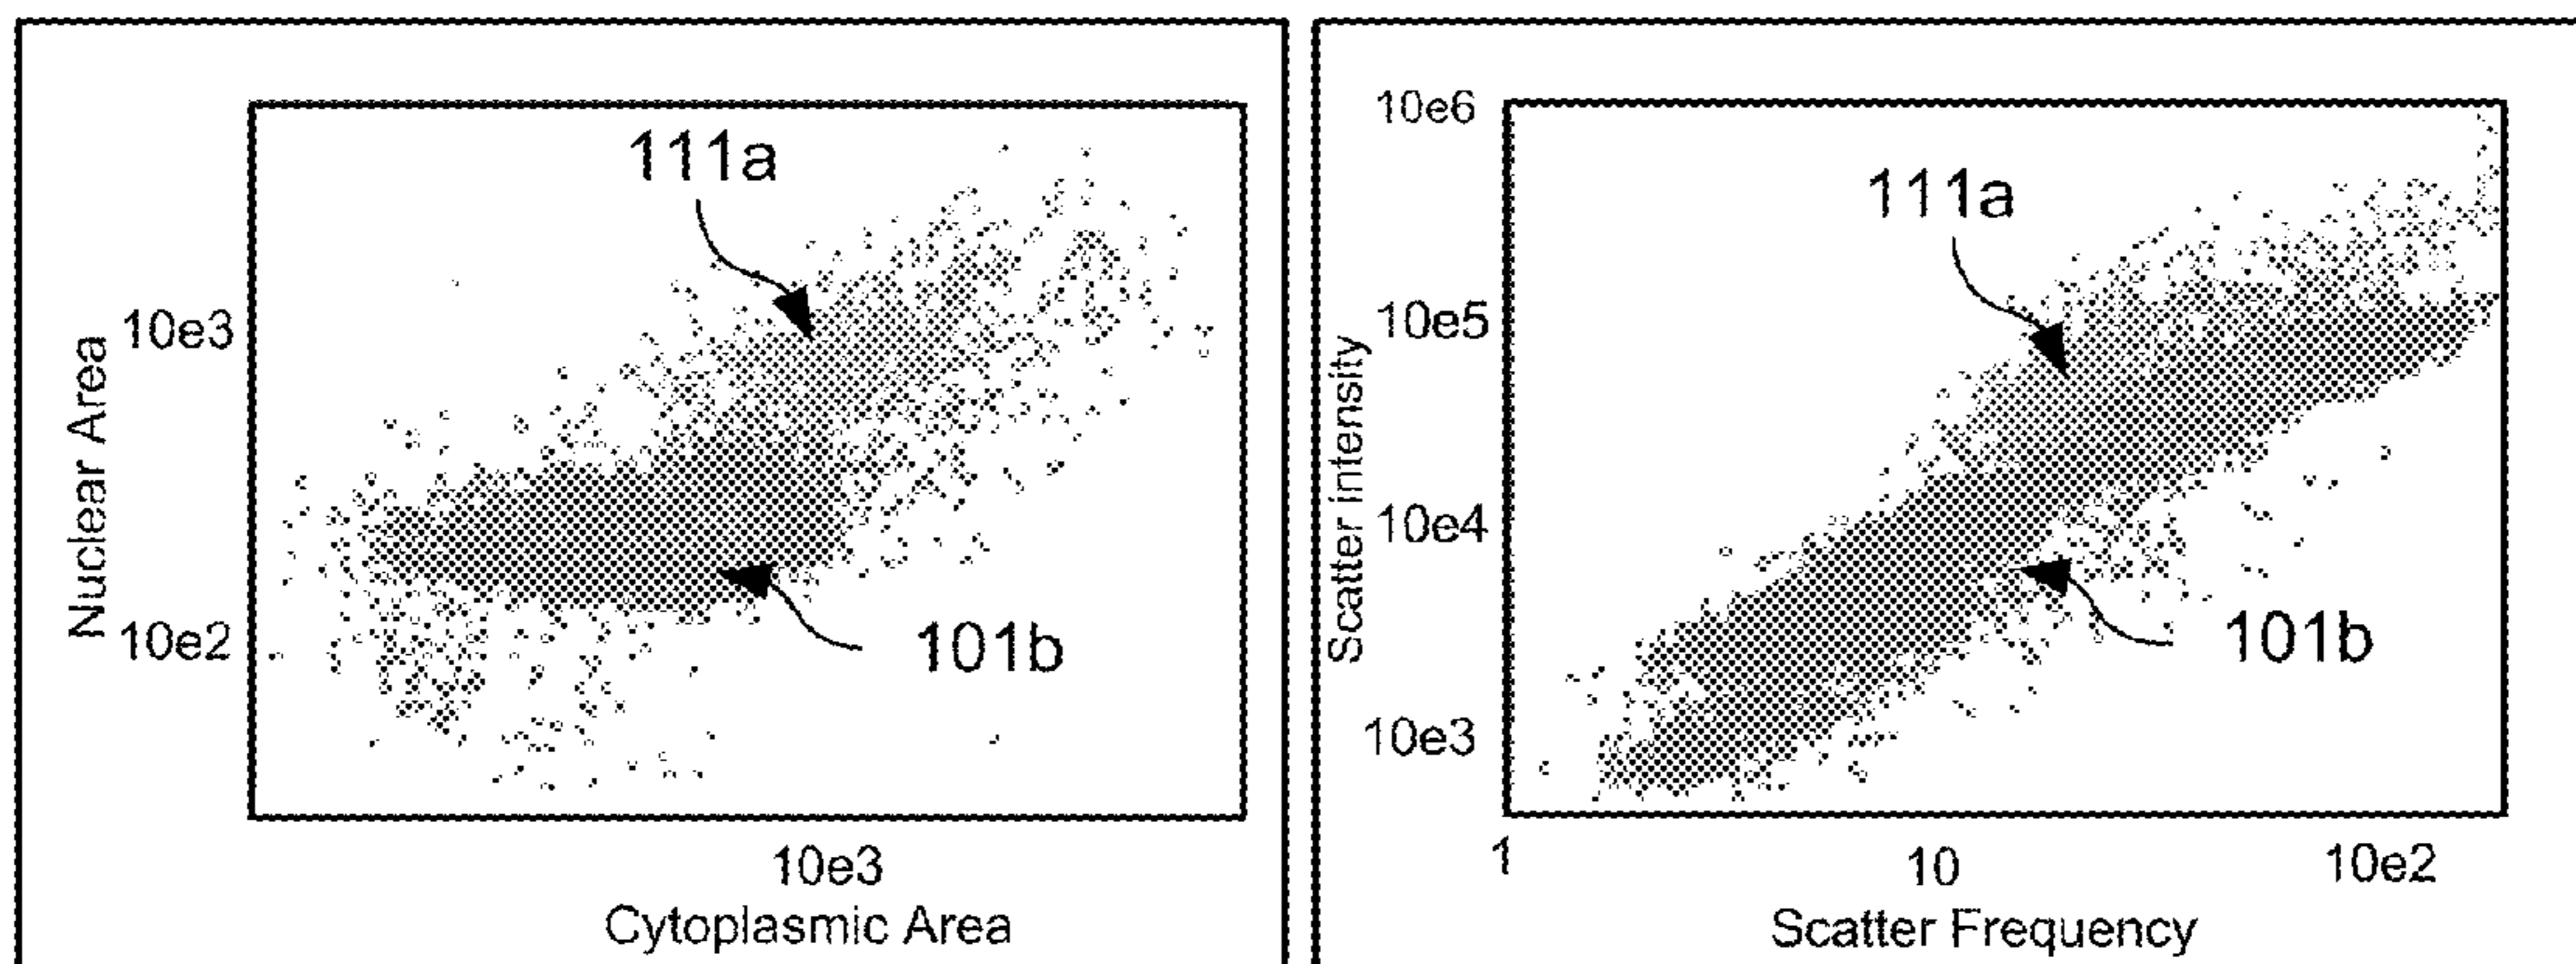 111a
10e3
Nuclear Area
101b
10e2
10e3
Cytoplasmic Area
10e6
111a
10e5
Scatter intensity
10e4
101b
10e3
1
10
10e2
Scatter Frequency